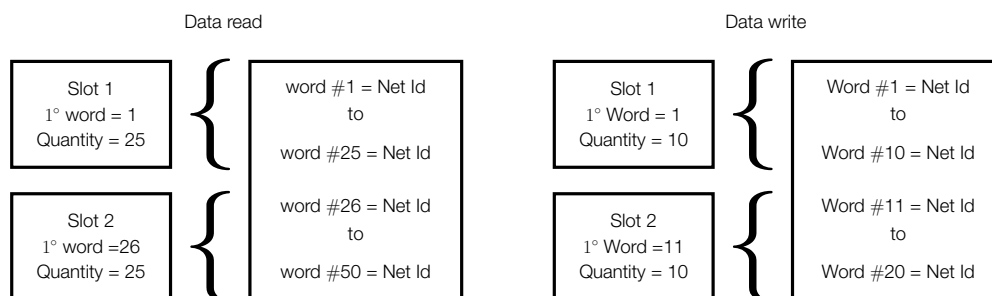 Data read
Slot 1
1° word = 1
Quantity = 25
word #1 = Net Id
to
word #25 = Net Id
Slot 2
1° word =26
Quantity = 25
word #26 = Net Id
to
word #50 = Net Id
Data write
Slot 1
1° Word = 1
Quantity = 10
Word #1 = Net Id
to
Word #10 = Net Id
Slot 2
1° Word =11
Quantity = 10
Word #11 = Net Id
to
Word #20 = Net Id